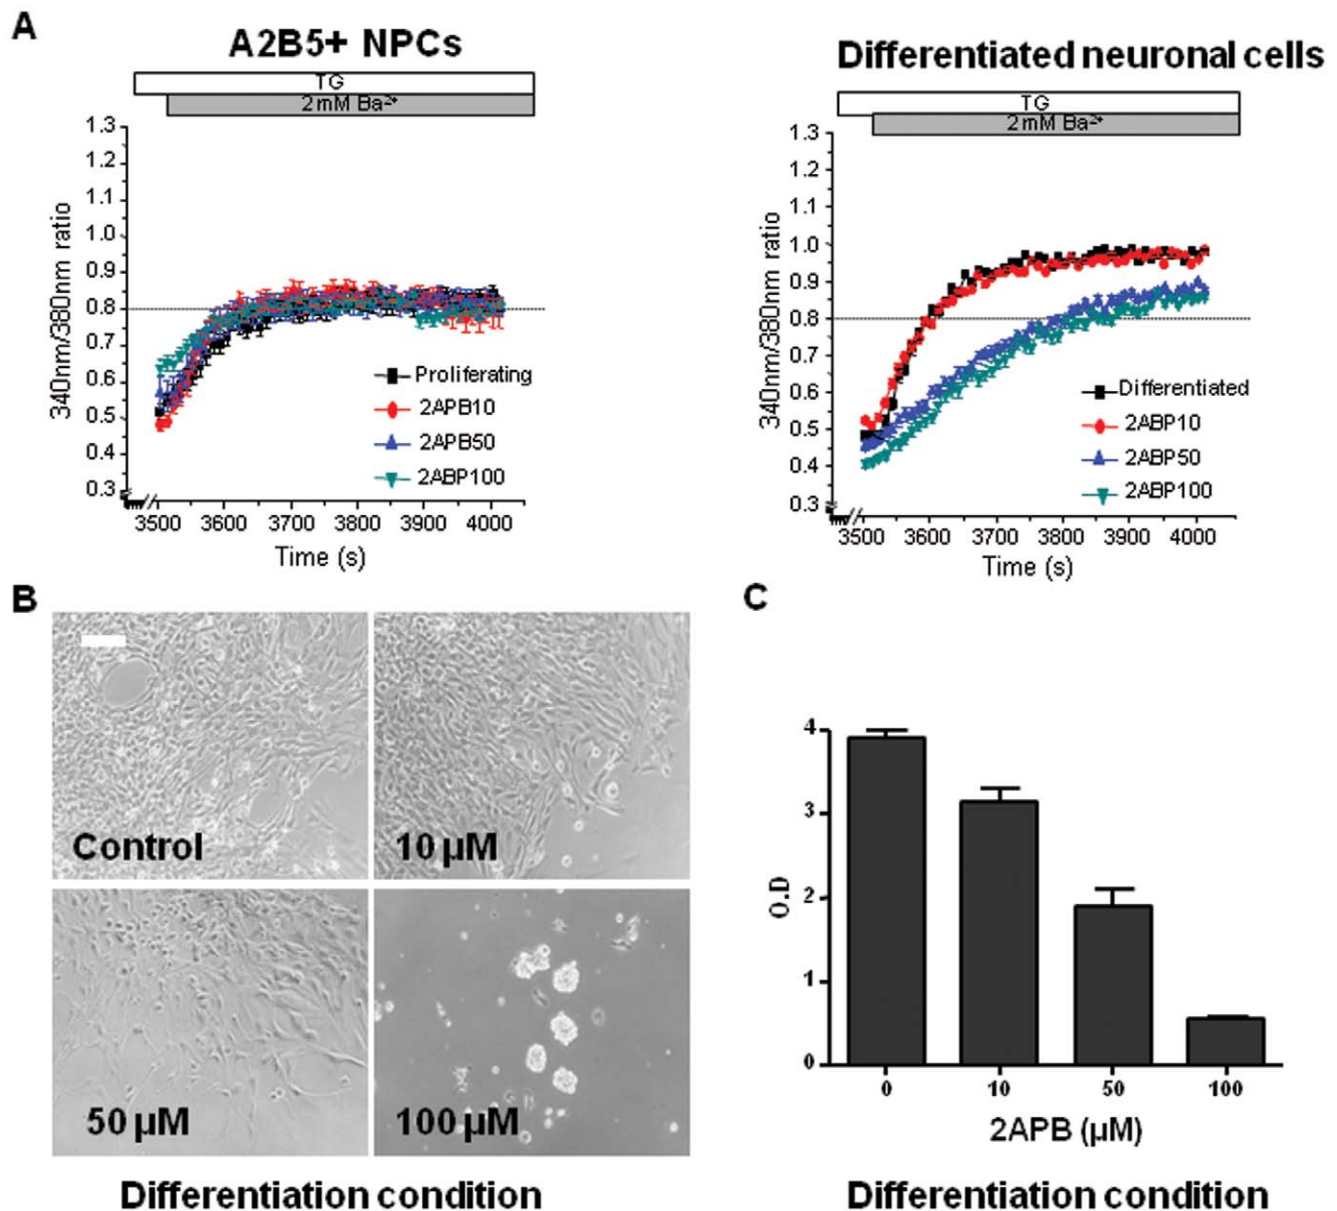 A
A2B5+ NPCs
TG
2mM Ba2+
1.3
1.2
1.1
1.0
0.9
0.8
0.7
0.6
0.5
0.4
0.3
340nm/380nm ratio
Proliferating
2APB10
2APB50
2ABP100
3500 3600 3700 3800 3900 4000
Time (s)
Differentiated neuronal cells
TG
2mM Ba2+
1.3
1.2
1.1
1.0
0.9
0.8
0.7
0.6
0.5
0.4
0.3
340nm/380nm ratio
Differentiated
2ABP10
2ABP50
2ABP100
3500 3600 3700 3800 3900 4000
Time (s)
B
Control
10 µM
50 µM
100 µM
Differentiation condition
C
4
3
2
1
0
O.D
0 10 50 100
2APB (µM)
Differentiation condition